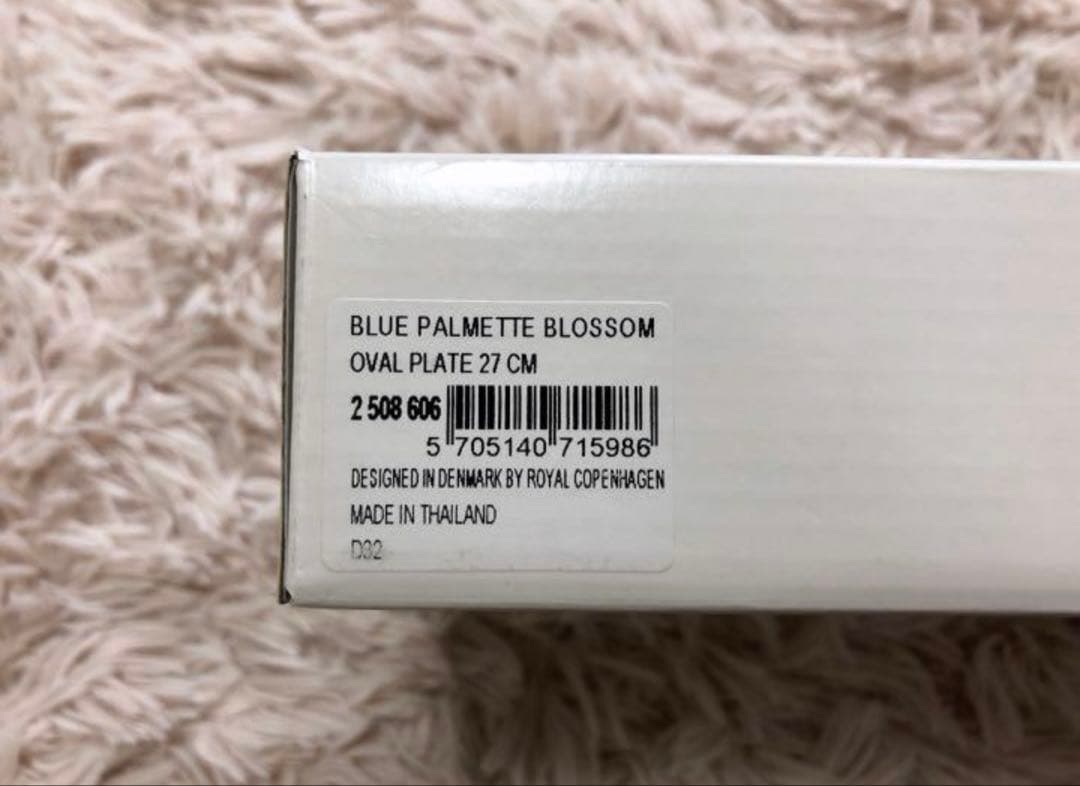 BLUE PALMETTE BLOSSOM
OVAL PLATE 27 CM
2 508 606
5 705140 715986
DESIGNED IN DENMARK BY ROYAL COPENHAGEN
MADE IN THAILAND
D32